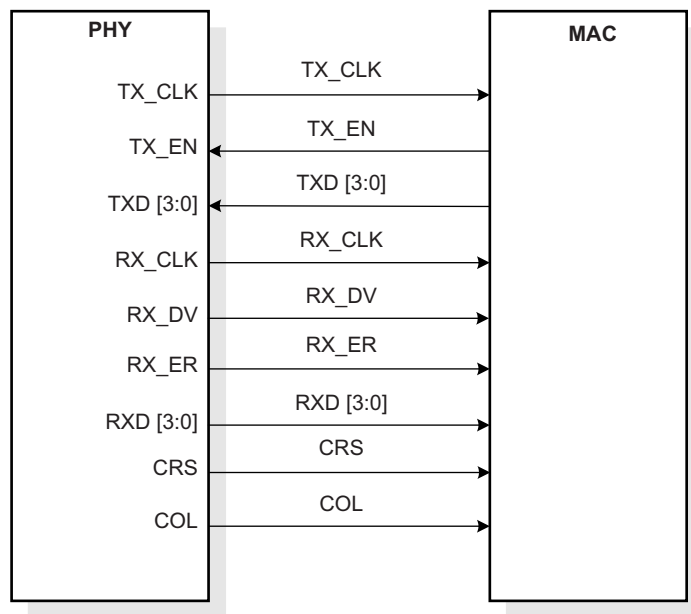 PHY
MAC
TX_CLK
TX_CLK
TX_EN
TX_EN
TXD [3:0]
TXD [3:0]
RX_CLK
RX_CLK
RX_DV
RX_DV
RX_ER
RX_ER
RXD [3:0]
RXD [3:0]
CRS
CRS
COL
COL